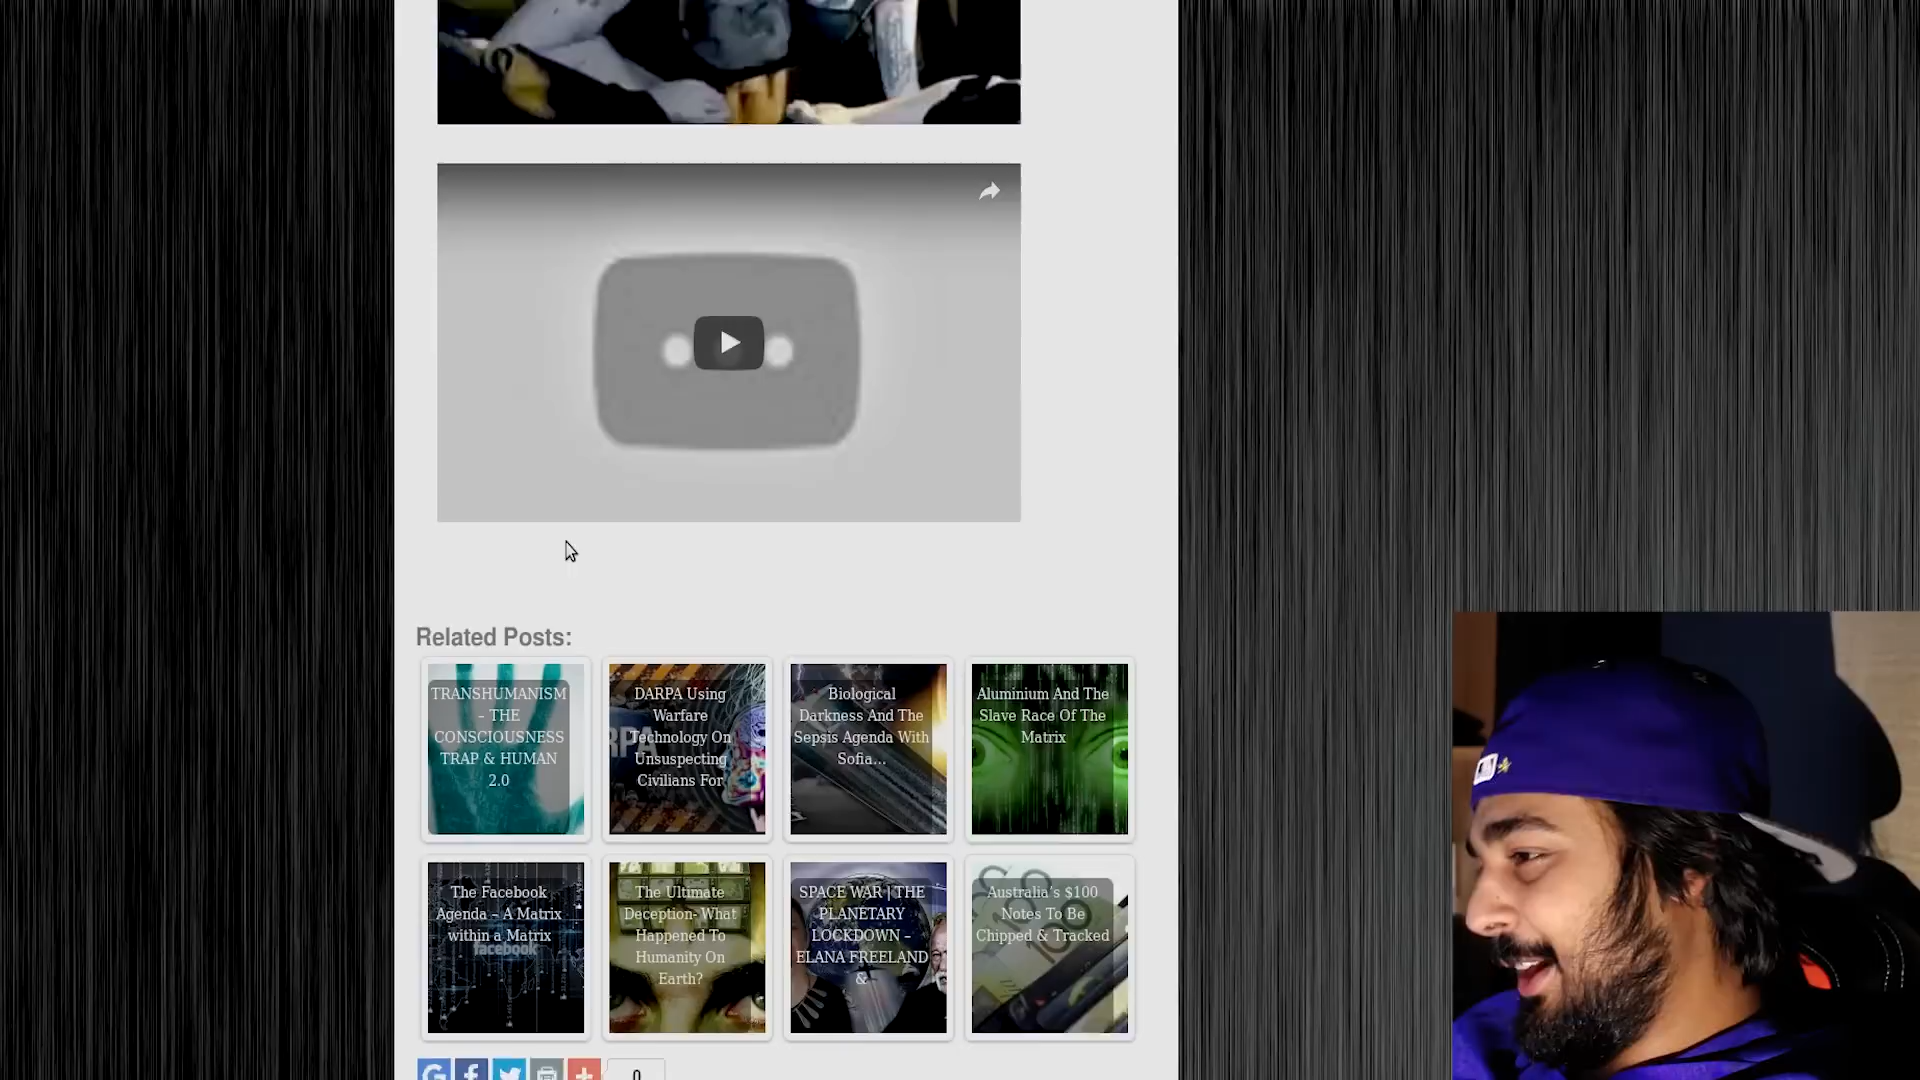 Related Posts:
TRANSHUMANISM
– THE
CONSCIOUSNESS
TRAP & HUMAN
2.0
DARPA Using
Warfare
Technology On
Unsuspecting
Civilians For
Biological
Darkness And The
Sepsis Agenda With
Sofia...
Aluminium And The
Slave Race Of The
Matrix
The Facebook
Agenda – A Matrix
within a Matrix
facebook
The Ultimate
Deception- What
Happened To
Humanity On
Earth?
SPACE WAR | THE
PLANETARY
LOCKDOWN –
ELANA FREELAND
&
Australia's $100
Notes To Be
Chipped & Tracked
0